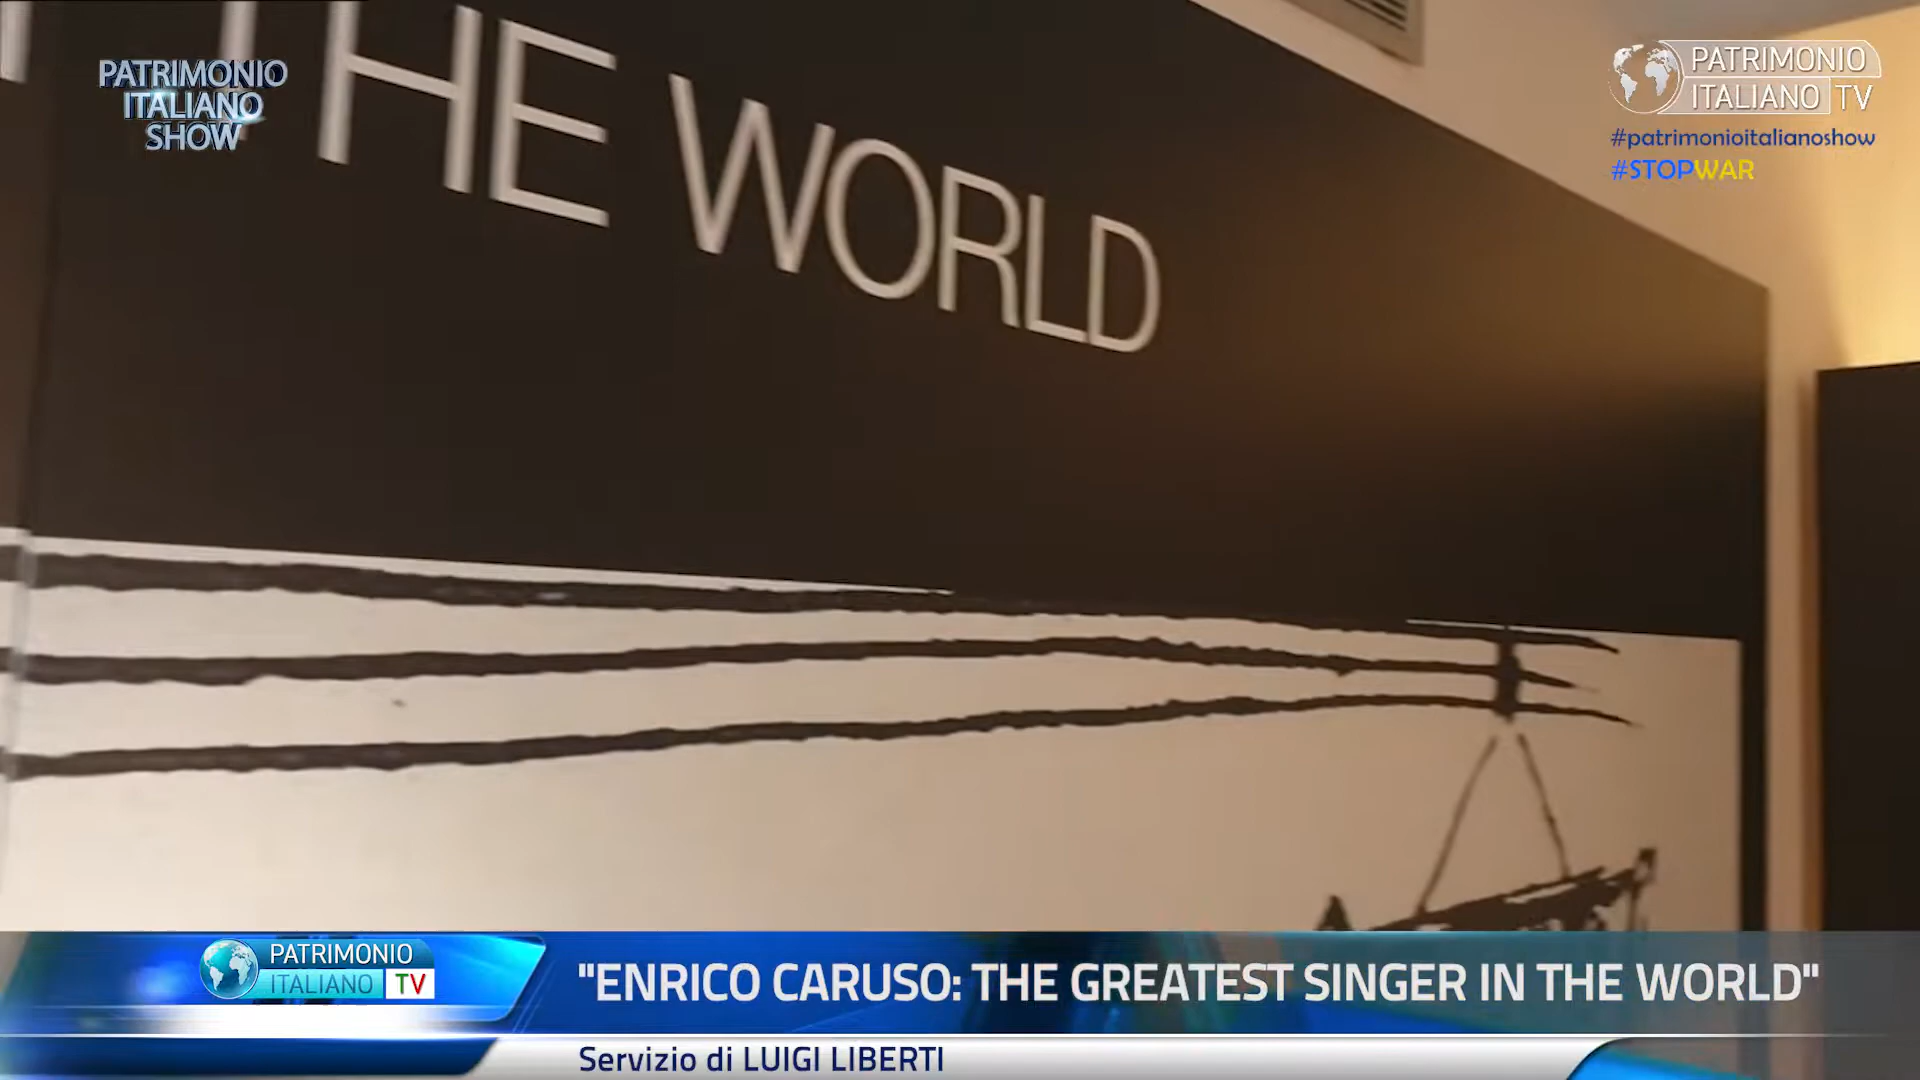 THE WORLD
PATRIMONIO
ITALIANO
SHOW
PATRIMONIO
ITALIANO TV
#patrimonioitalianoshow
#STOPWAR
PATRIMONIO
ITALIANO TV
"ENRICO CARUSO: THE GREATEST SINGER IN THE WORLD"
Servizio di LUIGI LIBERTI